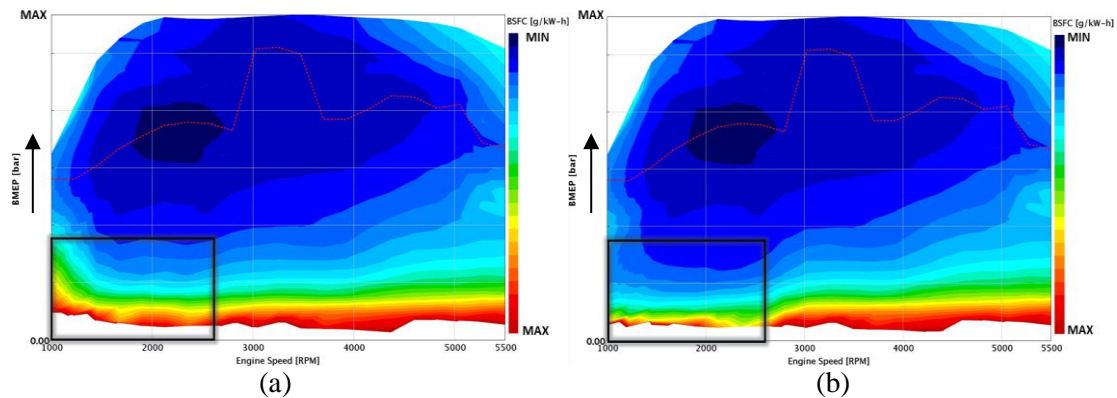 MAX
BSFC [g/kW-h]
MIN
BMEP [bar]
MAX
0.00
1000 2000 3000 4000 5000 5500
Engine Speed [RPM]
(a)
MAX
BSFC [g/kW-h]
MIN
BMEP [bar]
MAX
0.00
1000 2000 3000 4000 5000 5500
Engine Speed [RPM]
(b)